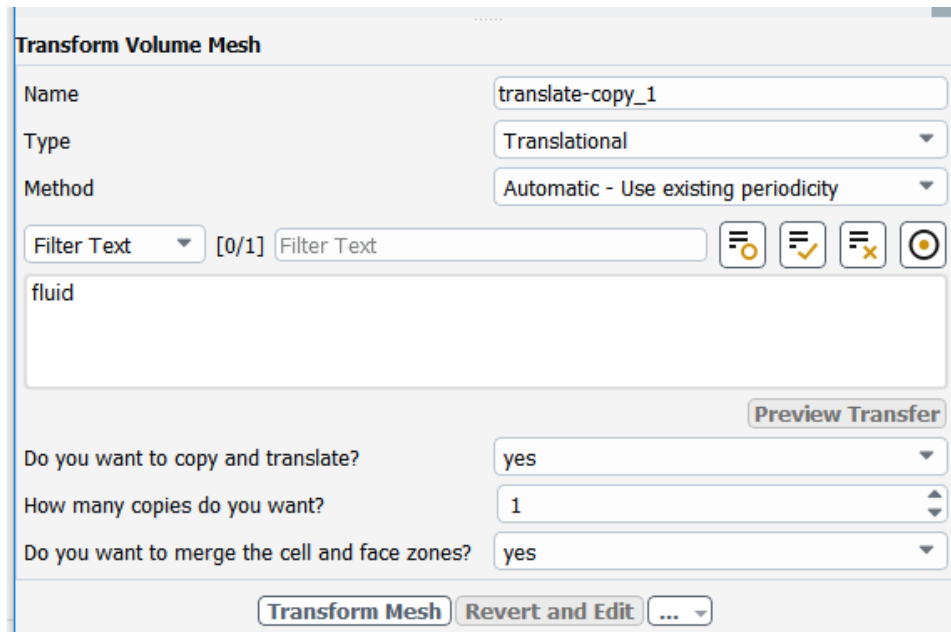 Transform Volume Mesh
Name translate-copy_1
Type Translational
Method Automatic - Use existing periodicity
Filter Text [0/1] Filter Text
fluid
Preview Transfer
Do you want to copy and translate? yes
How many copies do you want? 1
Do you want to merge the cell and face zones? yes
Transform Mesh Revert and Edit ...